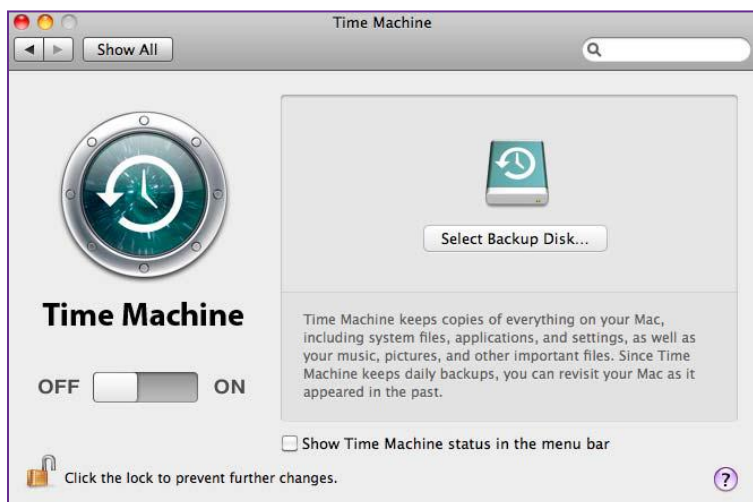 Time Machine
Show All
Select Backup Disk...
Time Machine
Time Machine keeps copies of everything on your Mac,
including system files, applications, and settings, as well as
your music, pictures, and other important files. Since Time
Machine keeps daily backups, you can revisit your Mac as it
appeared in the past.
OFF ON
Show Time Machine status in the menu bar
Click the lock to prevent further changes.
?